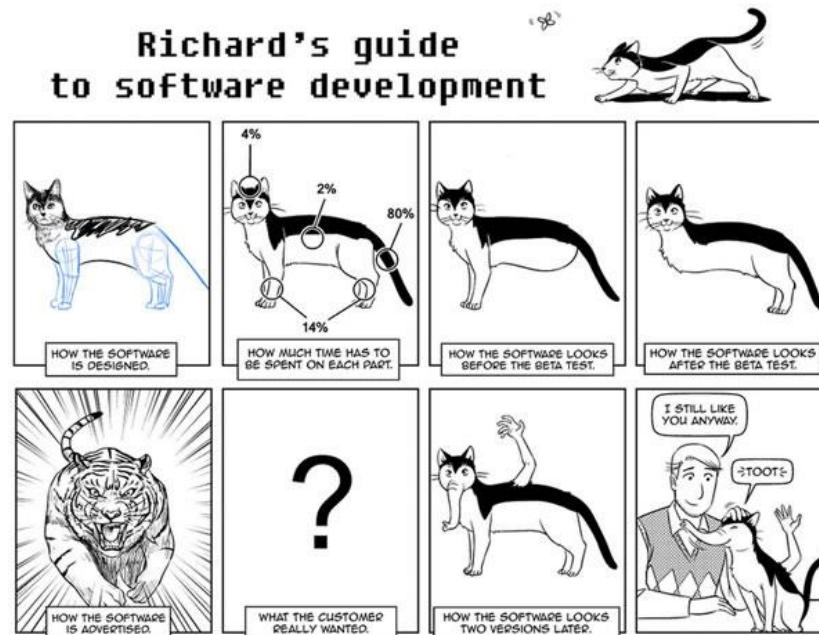 Richard's guide
to software development
4%
2%
80%
14%
HOW THE SOFTWARE
IS DESIGNED.
HOW MUCH TIME HAS TO
BE SPENT ON EACH PART.
HOW THE SOFTWARE LOOKS
BEFORE THE BETA TEST.
HOW THE SOFTWARE LOOKS
AFTER THE BETA TEST.
HOW THE SOFTWARE
IS ADVERTISED.
?
WHAT THE CUSTOMER
REALLY WANTED.
HOW THE SOFTWARE LOOKS
TWO VERSIONS LATER.
I STILL LIKE
YOU ANYWAY.
TOOT